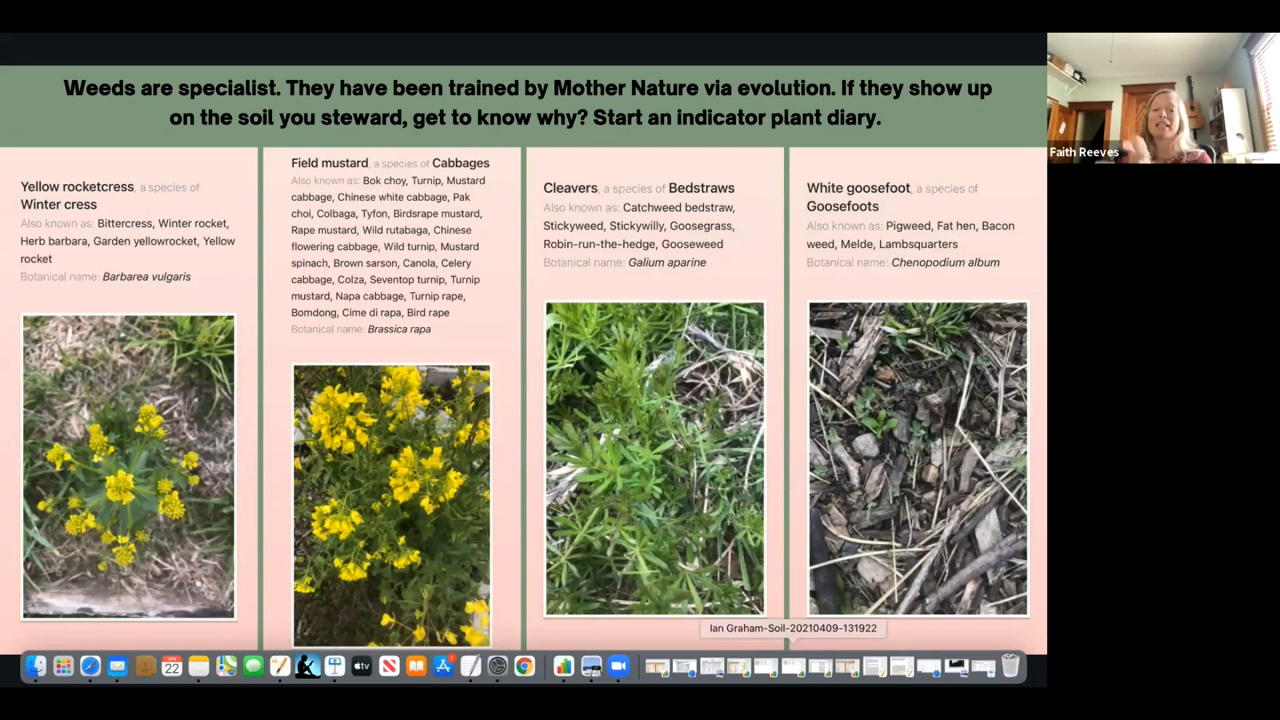 Weeds are specialist. They have been trained by Mother Nature via evolution. If they show up
on the soil you steward, get to know why? Start an indicator plant diary.
Faith Reeves
Yellow rocketcress, a species of
Winter cress
Also known as: Bittercress, Winter rocket,
Herb barbara, Garden yellowrocket, Yellow
rocket
Botanical name: Barbarea vulgaris
Field mustard, a species of Cabbages
Also known as: Bok choy, Turnip, Mustard
cabbage, Chinese white cabbage, Pak
choi, Colbaga, Tyfon, Birdsrape mustard,
Rape mustard, Wild rutabaga, Chinese
flowering cabbage, Wild turnip, Mustard
spinach, Brown sarson, Canola, Celery
cabbage, Colza, Seventop turnip, Turnip
mustard, Napa cabbage, Turnip rape,
Bomdong, Cime di rapa, Bird rape
Botanical name: Brassica rapa
Cleavers, a species of Bedstraws
Also known as: Catchweed bedstraw,
Stickyweed, Stickywilly, Goosegrass,
Robin-run-the-hedge, Gooseweed
Botanical name: Galium aparine
White goosefoot, a species of
Goosefoots
Also known as: Pigweed, Fat hen, Bacon
weed, Melde, Lambsquarters
Botanical name: Chenopodium album
Ian Graham-Soil-20210409-131922
APR
22
tv
1